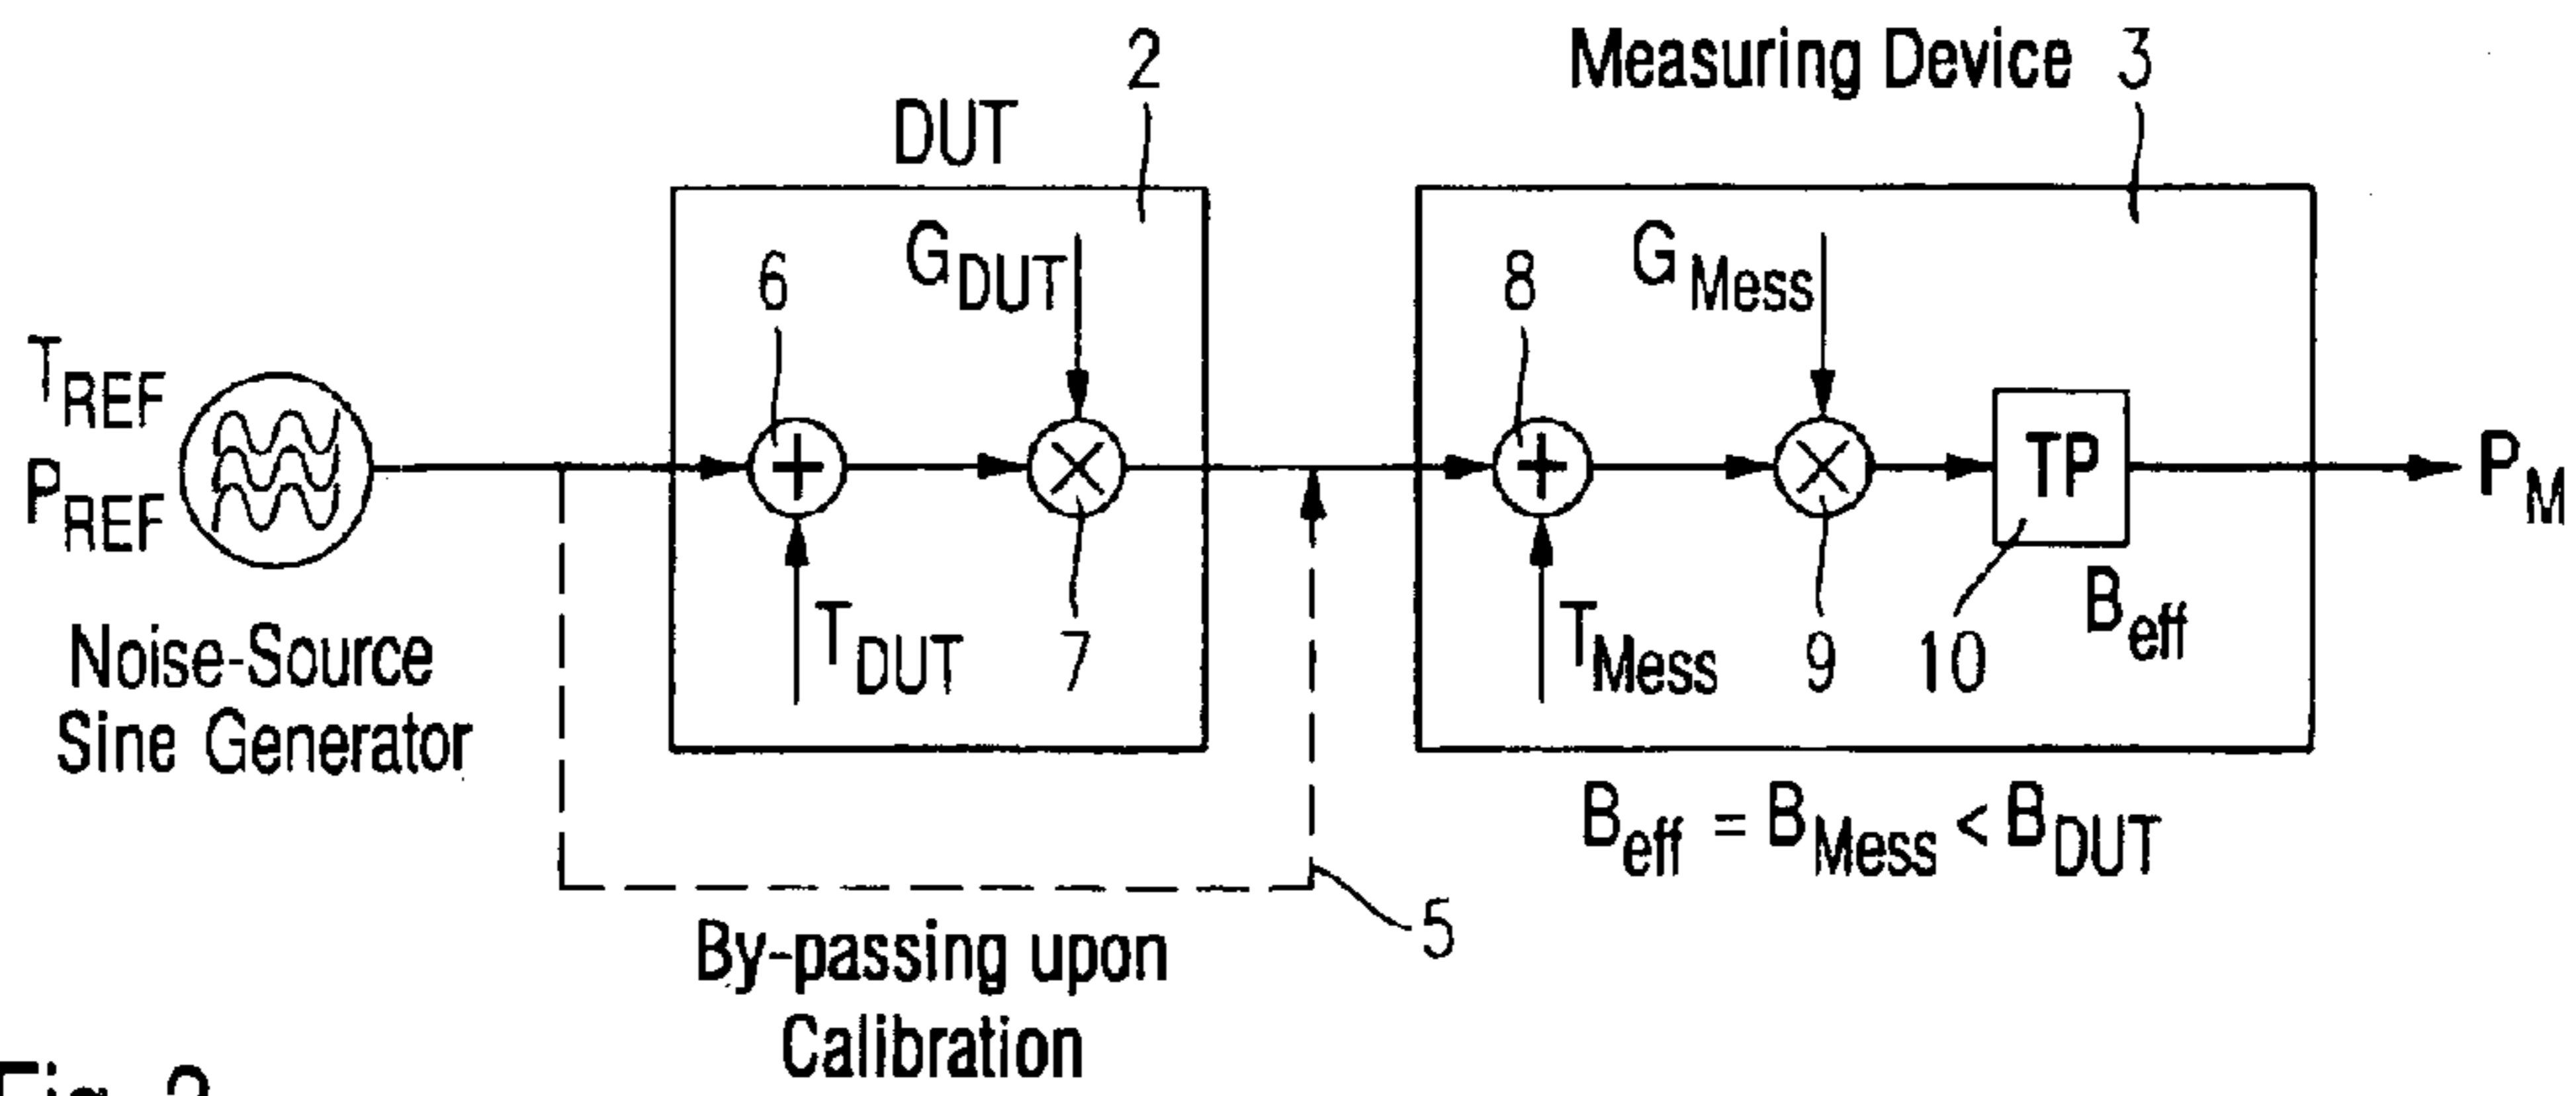 Measuring Device 3
2
DUT
G_DUT
6
G_Mess
8
T_REF
P_REF
TP
P_M
B_eff
T_DUT
7
T_Mess
9
10
Noise-Source
Sine Generator
B_eff = B_Mess < B_DUT
5
By-passing upon
Calibration